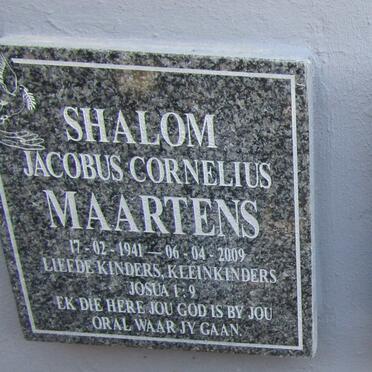 SHALOM
JACOBUS CORNELIUS
MAARTENS
17 - 02 - 1941 — 06 - 04 - 2009
LIEFDE KINDERS, KLEINKINDERS
JOSUA 1 : 9
EK DIE HERE JOU GOD IS BY JOU
ORAL WAAR JY GAAN.